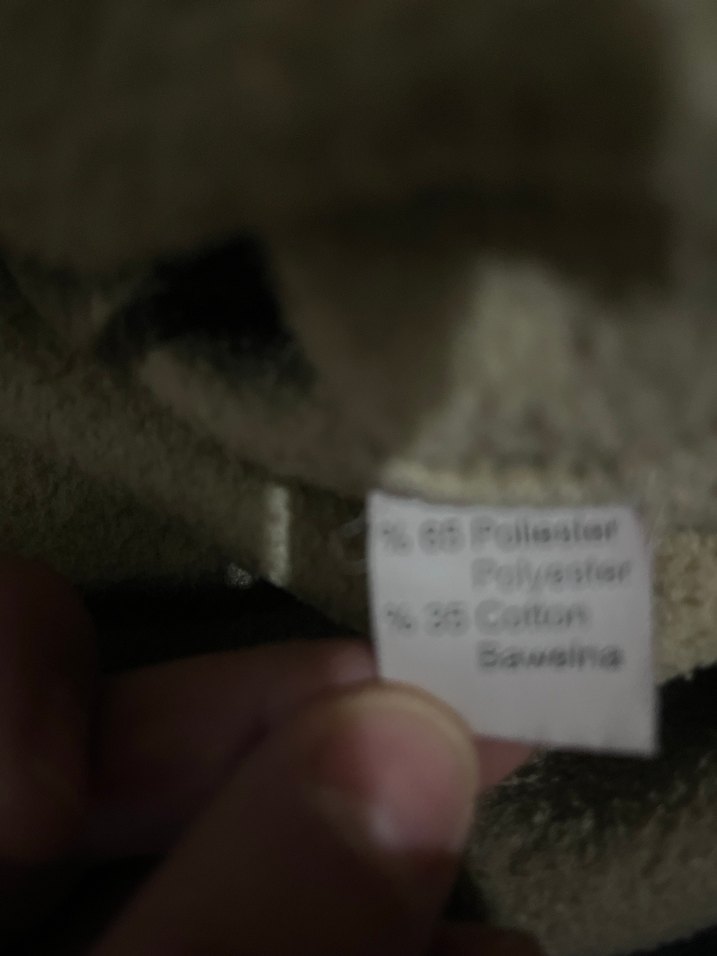 % 65 Poliester
Polyester
% 35 Cotton
Bawelna